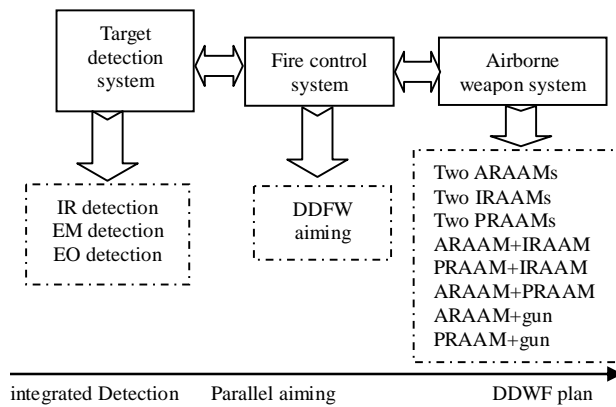 Target
detection
system
Fire control
system
Airborne
weapon system
IR detection
EM detection
EO detection
DDFW
aiming
Two ARAAMs
Two IRAAMs
Two PRAAMs
ARAAM+IRAAM
PRAAM+IRAAM
ARAAM+PRAAM
ARAAM+gun
PRAAM+gun
integrated Detection
Parallel aiming
DDWF plan